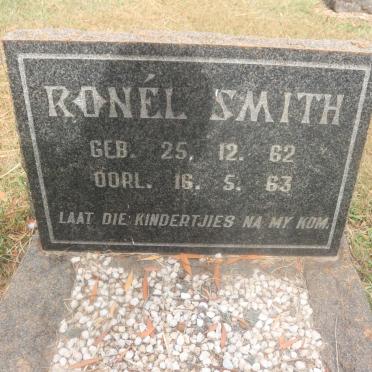 RONÉL SMITH
GEB. 25. 12. 62
OORL. 16. 5. 63
LAAT DIE KINDERTJIES NA MY KOM.